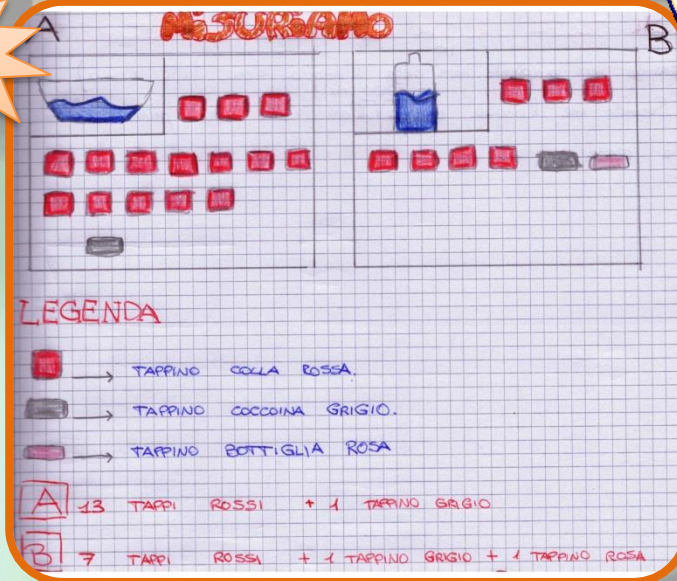 A MiSURiAMO B
LEGENDA
→ TAPPINO COLLA ROSSA.
→ TAPPINO COCCOINA GRIGIO.
→ TAPPINO BOTTIGLIA ROSA
A 13 TAPPI ROSSI + 1 TAPPINO GRIGIO
B 7 TAPPI ROSSI + 1 TAPPINO GRIGIO + 1 TAPPINO ROSA